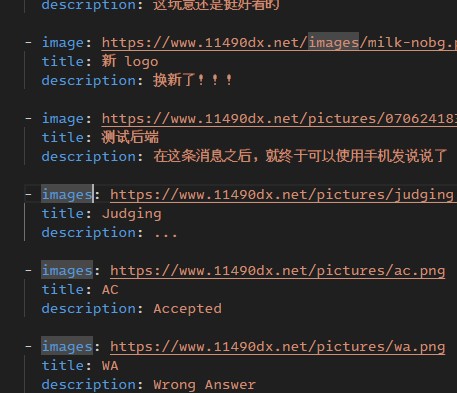 description: 这玩意还是挺好看的
- image: https://www.11490dx.net/images/milk-nobg.
title: 新 logo
description: 换新了！！！
- image: https://www.11490dx.net/pictures/07062418
title: 测试后端
description: 在这条消息之后，就终于可以使用手机发说说了
- images: https://www.11490dx.net/pictures/judging
title: Judging
description: ...
- images: https://www.11490dx.net/pictures/ac.png
title: AC
description: Accepted
- images: https://www.11490dx.net/pictures/wa.png
title: WA
description: Wrong Answer